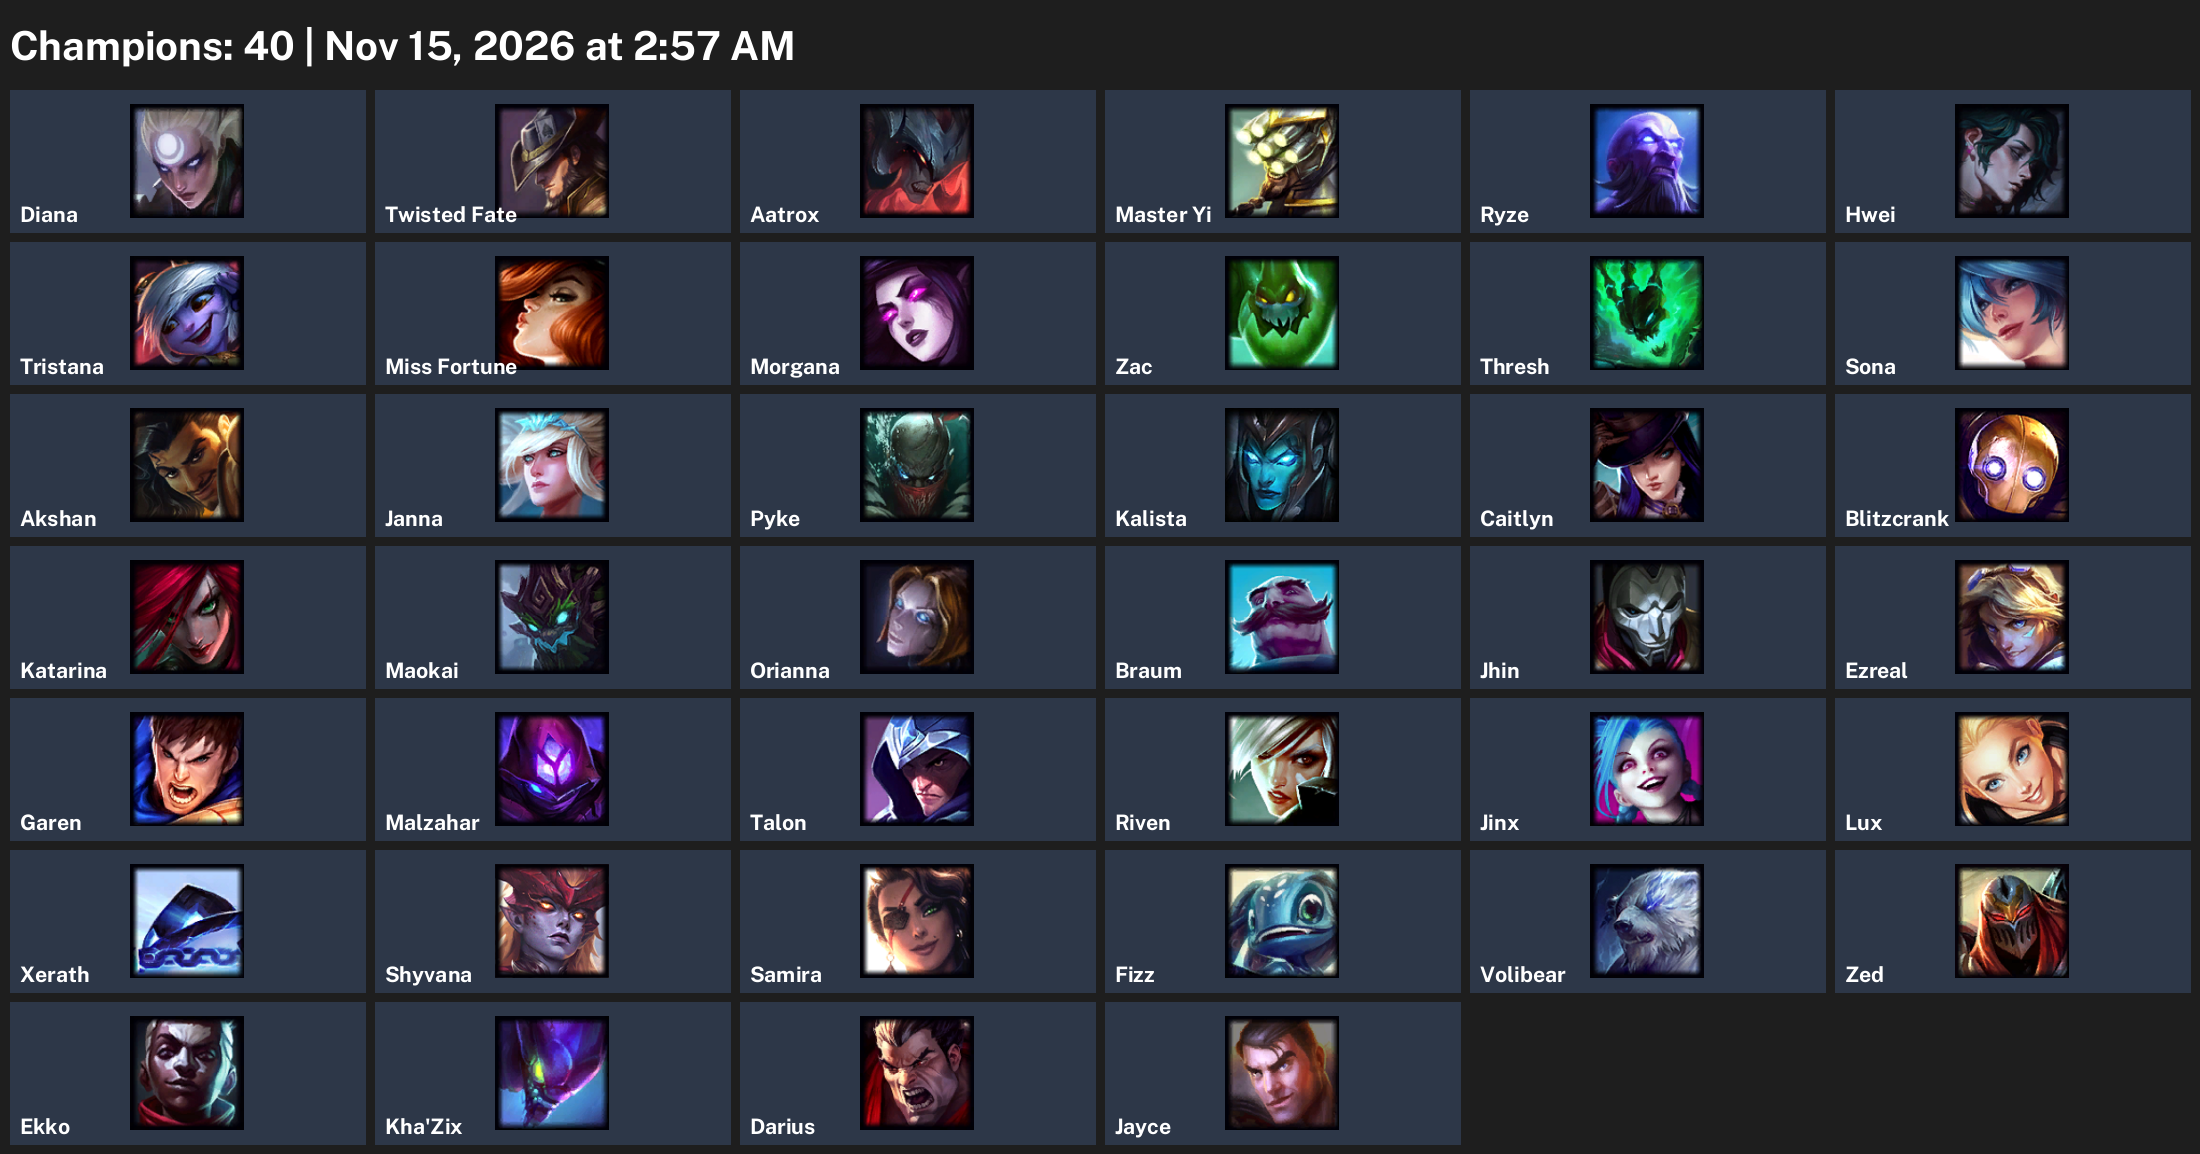 Champions: 40 | Nov 15, 2026 at 2:57 AM
Diana
Twisted Fate
Aatrox
Master Yi
Ryze
Hwei
Tristana
Miss Fortune
Morgana
Zac
Thresh
Sona
Akshan
Janna
Pyke
Kalista
Caitlyn
Blitzcrank
Katarina
Maokai
Orianna
Braum
Jhin
Ezreal
Garen
Malzahar
Talon
Riven
Jinx
Lux
Xerath
Shyvana
Samira
Fizz
Volibear
Zed
Ekko
Kha'Zix
Darius
Jayce